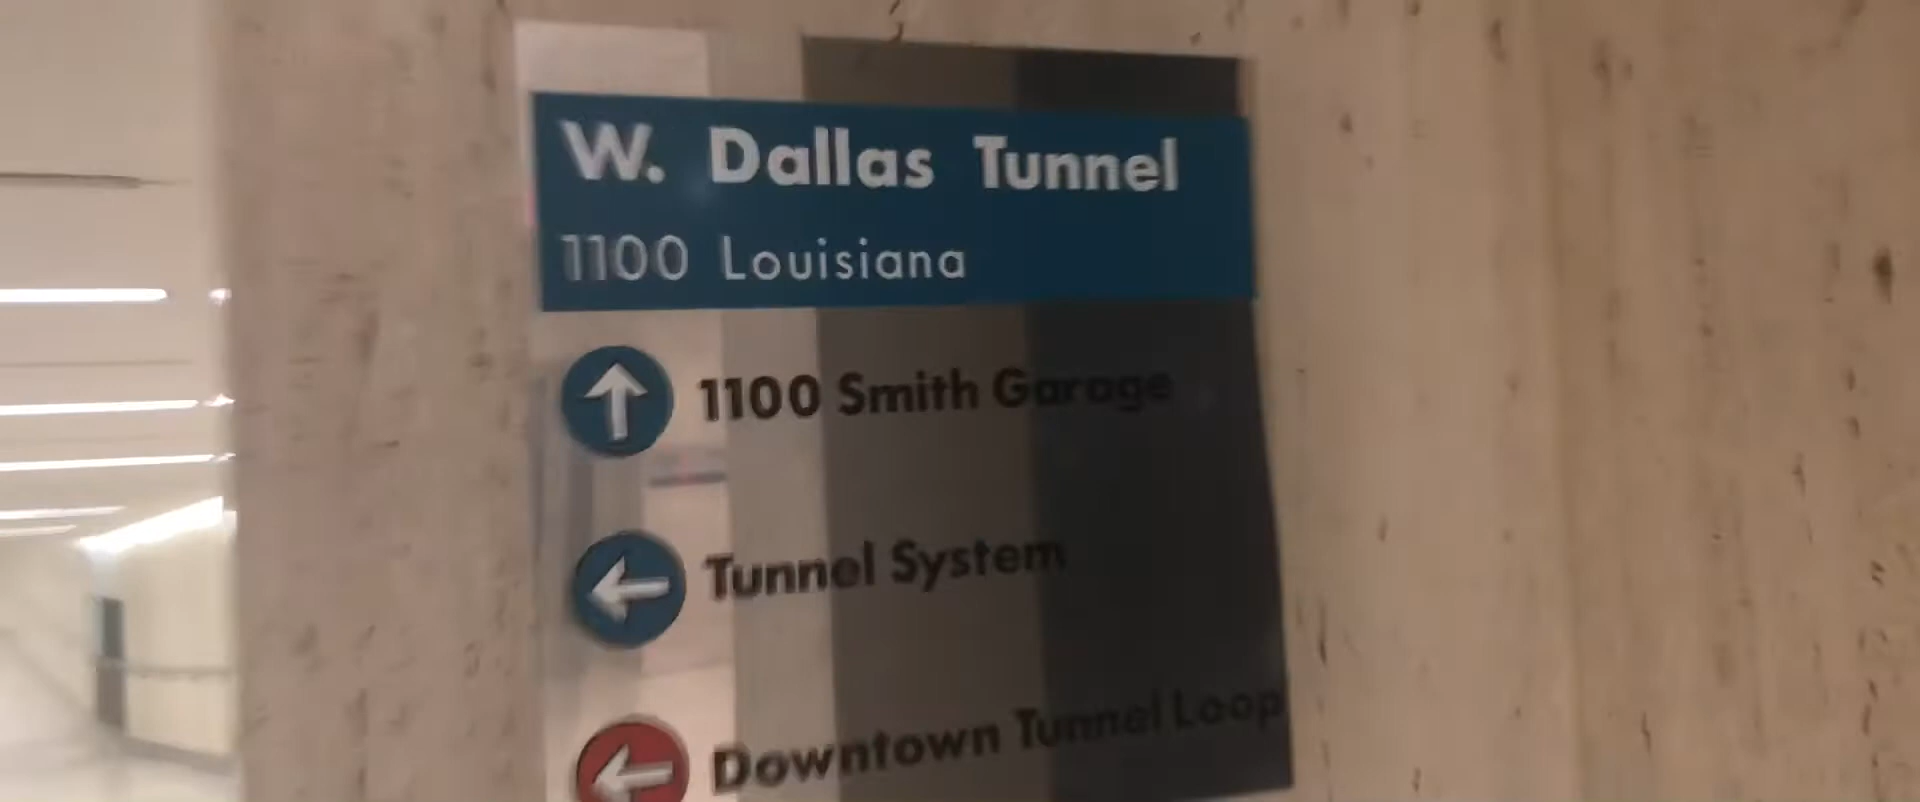 W. Dallas Tunnel
1100 Louisiana
1100 Smith Garage
Tunnel System
Downtown Tunnel Loop